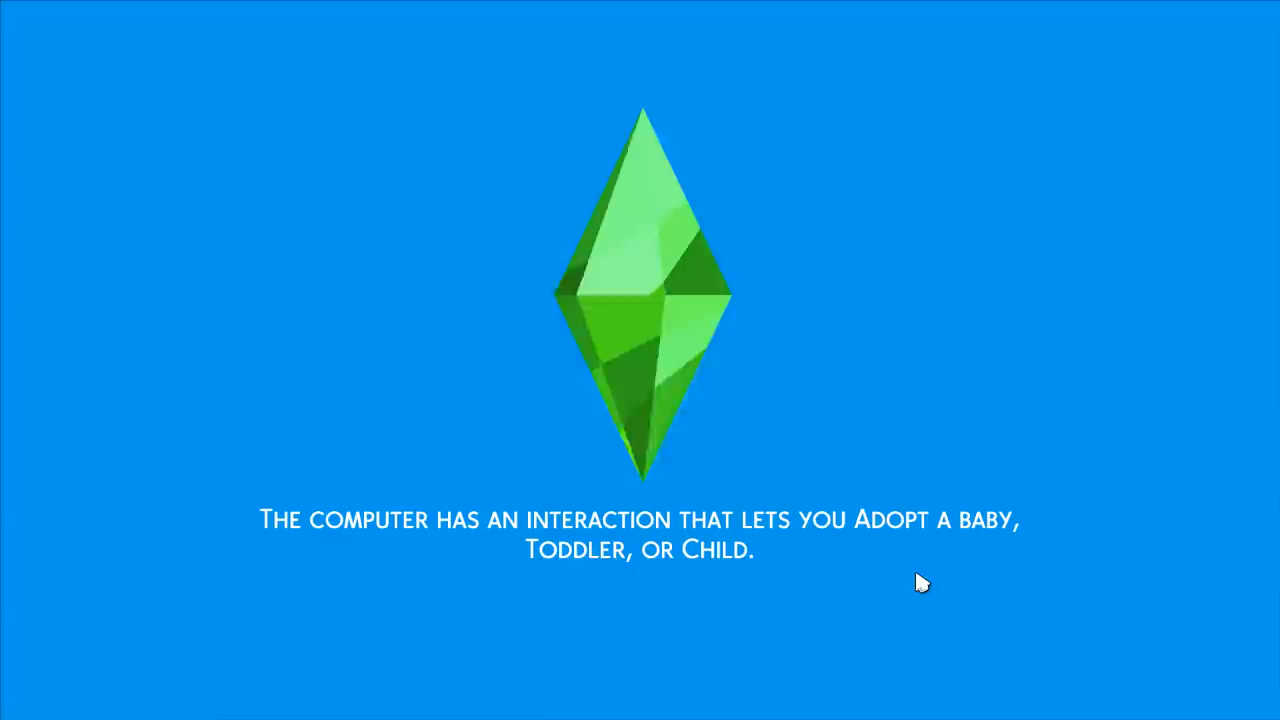 The computer has an interaction that lets you Adopt a baby,
Toddler, or Child.